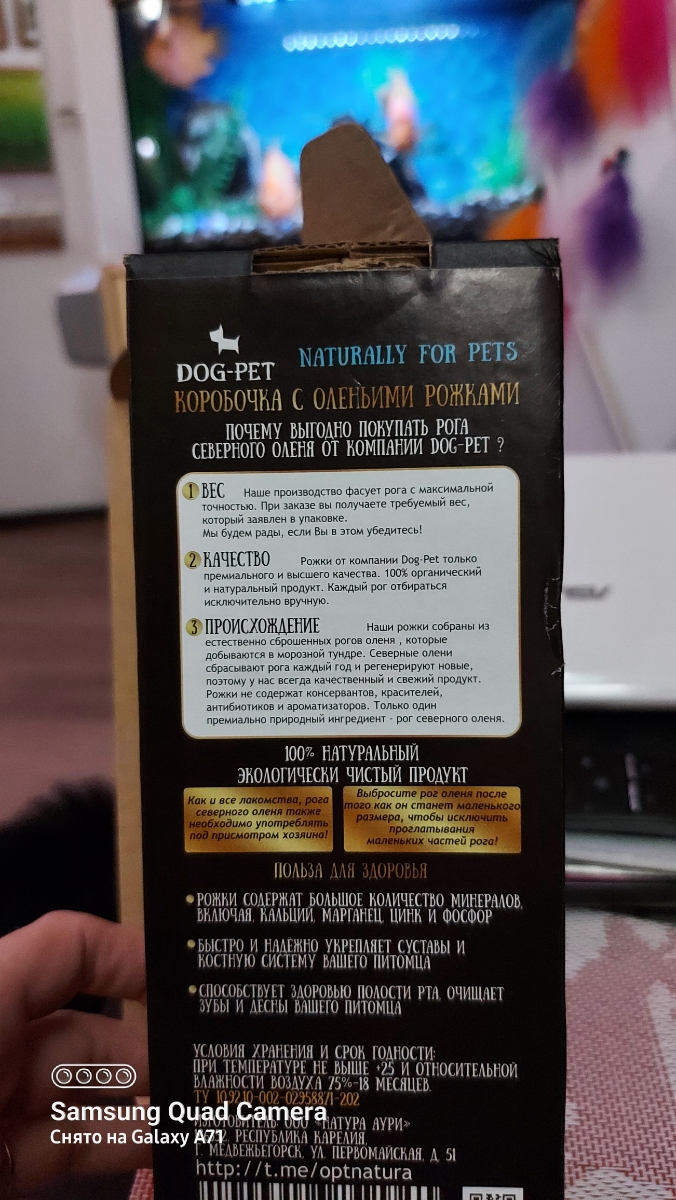 DOG-PET
NATURALLY FOR PETS
КОРОБОЧКА С ОЛЕНЬИМИ РОЖКАМИ
ПОЧЕМУ ВЫГОДНО ПОКУПАТЬ РОГА
СЕВЕРНОГО ОЛЕНЯ ОТ КОМПАНИИ DOG-PET ?
1 ВЕС Наше производство фасует рога с максимальной
точностью. При заказе вы получаете требуемый вес,
который заявлен в упаковке.
Мы будем рады, если Вы в этом убедитесь!
2 КАЧЕСТВО Рожки от компании Dog-Pet только
премиального и высшего качества. 100% органический
и натуральный продукт. Каждый рог отбираться
исключительно вручную.
3 ПРОИСХОЖДЕНИЕ Наши рожки собраны из
естественно сброшенных рогов оленя , которые
добываются в морозной тундре. Северные олени
сбрасывают рога каждый год и регенерируют новые,
поэтому у нас всегда качественный и свежий продукт.
Рожки не содержат консервантов, красителей,
антибиотиков и ароматизаторов. Только один
премиально природный ингредиент - рог северного оленя.
100% НАТУРАЛЬНЫЙ
ЭКОЛОГИЧЕСКИ ЧИСТЫЙ ПРОДУКТ
Как и все лакомства, рога
северного оленя также
необходимо употреблять
под присмотром хозяина!
Выбросите рог оленя после
того как он станет маленького
размера, чтобы исключить
проглатывания
маленьких частей рога!
ПОЛЬЗА ДЛЯ ЗДОРОВЬЯ
РОЖКИ СОДЕРЖАТ БОЛЬШОЕ КОЛИЧЕСТВО МИНЕРАЛОВ,
ВКЛЮЧАЯ, КАЛЬЦИЙ, МАРГАНЕЦ, ЦИНК И ФОСФОР
БЫСТРО И НАДЁЖНО УКРЕПЛЯЕТ СУСТАВЫ И
КОСТНУЮ СИСТЕМУ ВАШЕГО ПИТОМЦА
СПОСОБСТВУЕТ ЗДОРОВЬЮ ПОЛОСТИ РТА, ОЧИЩАЕТ
ЗУБЫ И ДЕСНЫ ВАШЕГО ПИТОМЦА
УСЛОВИЯ ХРАНЕНИЯ И СРОК ГОДНОСТИ:
ПРИ ТЕМПЕРАТУРЕ НЕ ВЫШЕ +25 И ОТНОСИТЕЛЬНОЙ
ВЛАЖНОСТИ ВОЗДУХА 75%-18 МЕСЯЦЕВ.
ТУ 10.92.10-002-02958871-202
ИЗГОТОВИТЕЛЬ: ООО «НАТУРА АУРИ»
РЕСПУБЛИКА КАРЕЛИЯ,
Г. МЕДВЕЖЬЕГОРСК, УЛ. ПЕРВОМАЙСКАЯ, Д. 51
http://t.me/optnatura
Samsung Quad Camera
Снято на Galaxy A71